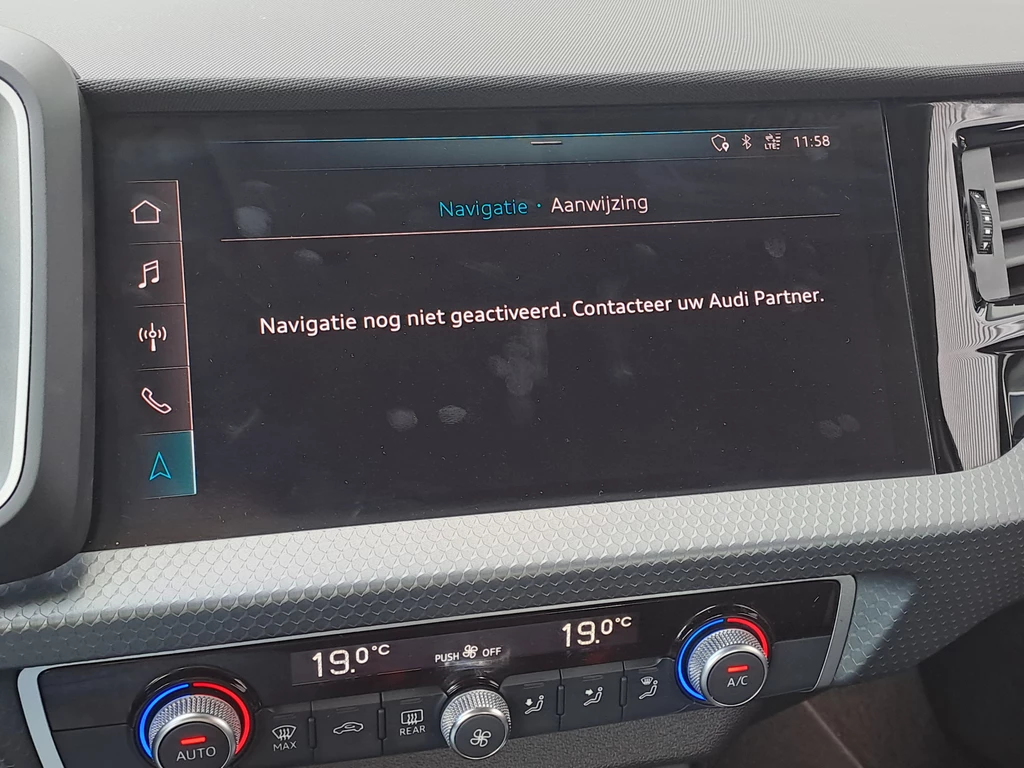 LTE 11:58
Navigatie · Aanwijzing
Navigatie nog niet geactiveerd. Contacteer uw Audi Partner.
19.0°C PUSH OFF 19.0°C
AUTO MAX REAR A/C